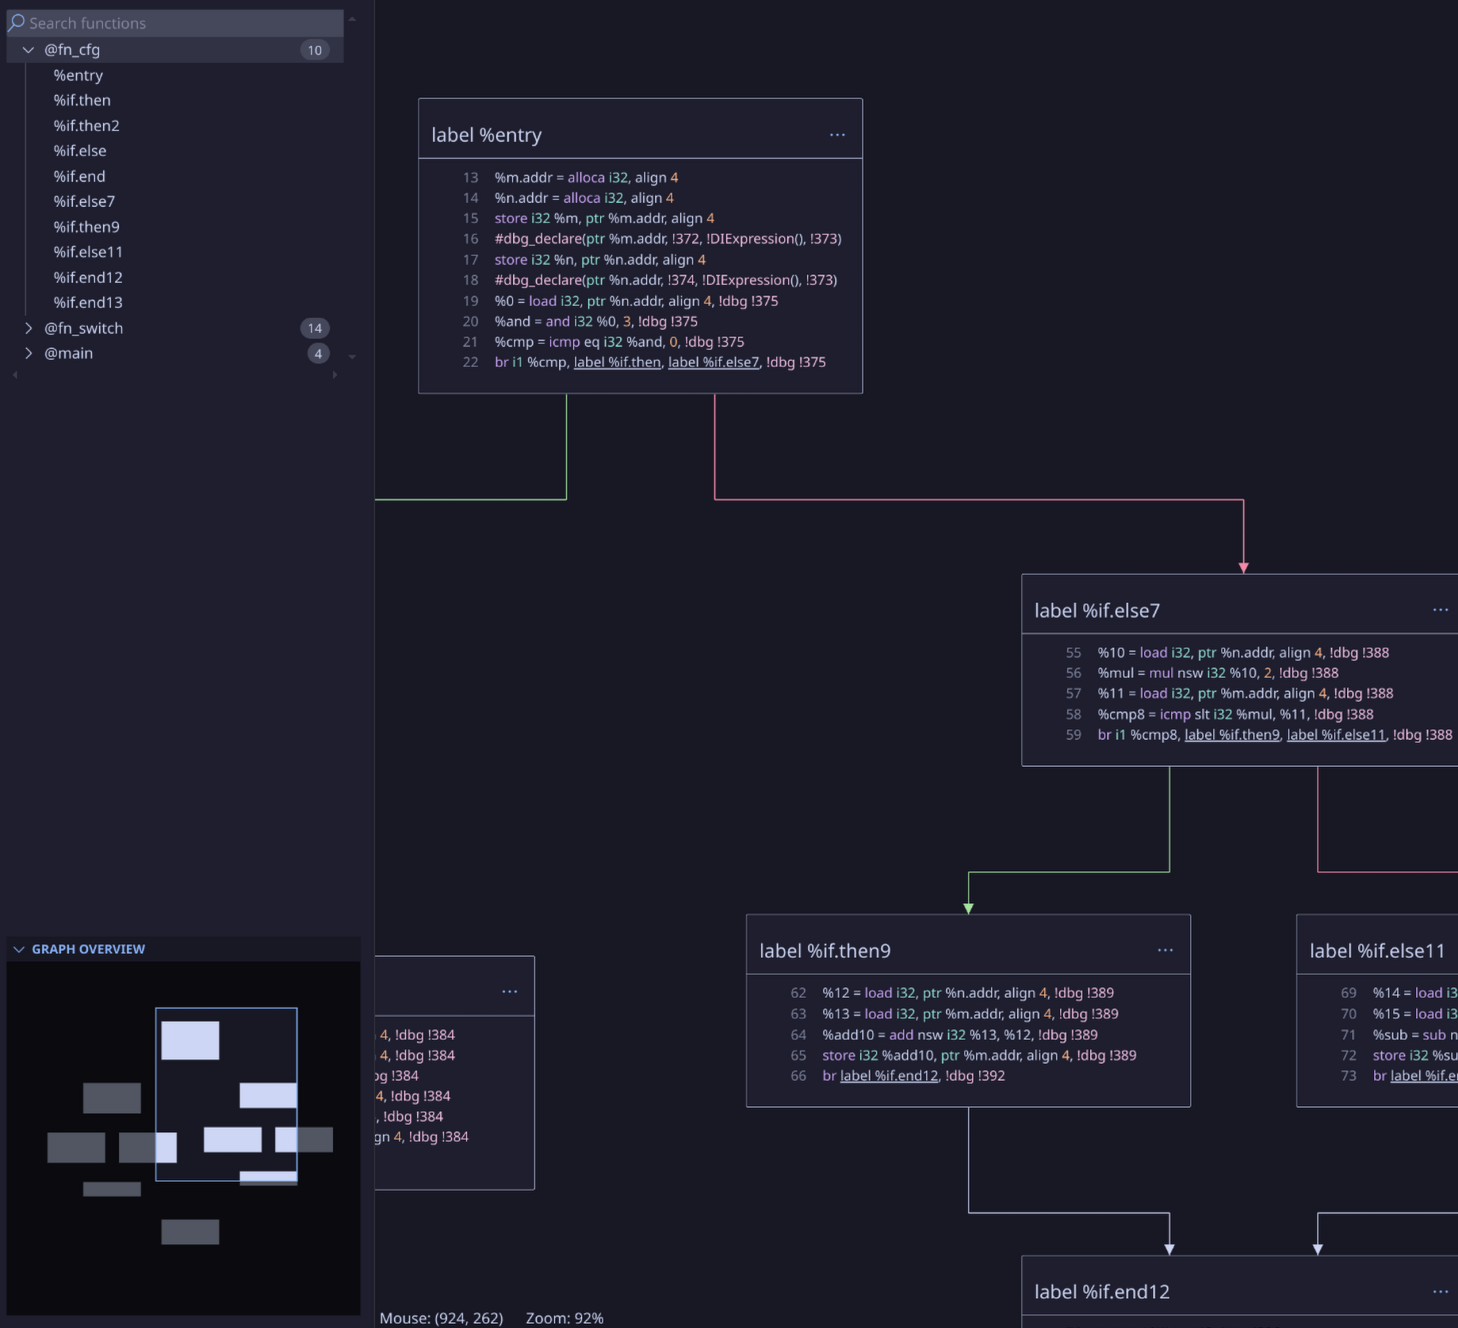 Search functions
@fn_cfg 10
%entry
%if.then
%if.then2
%if.else
%if.end
%if.else7
%if.then9
%if.else11
%if.end12
%if.end13
@fn_switch 14
@main 4
GRAPH OVERVIEW
label %entry ...
13 %m.addr = alloca i32, align 4
14 %n.addr = alloca i32, align 4
15 store i32 %m, ptr %m.addr, align 4
16 #dbg_declare(ptr %m.addr, !372, !DIExpression(), !373)
17 store i32 %n, ptr %n.addr, align 4
18 #dbg_declare(ptr %n.addr, !374, !DIExpression(), !373)
19 %0 = load i32, ptr %n.addr, align 4, !dbg !375
20 %and = and i32 %0, 3, !dbg !375
21 %cmp = icmp eq i32 %and, 0, !dbg !375
22 br i1 %cmp, label %if.then, label %if.else7, !dbg !375
label %if.else7 ...
55 %10 = load i32, ptr %n.addr, align 4, !dbg !388
56 %mul = mul nsw i32 %10, 2, !dbg !388
57 %11 = load i32, ptr %m.addr, align 4, !dbg !388
58 %cmp8 = icmp slt i32 %mul, %11, !dbg !388
59 br i1 %cmp8, label %if.then9, label %if.else11, !dbg !388
...
4, !dbg !384
4, !dbg !384
bg !384
4, !dbg !384
, !dbg !384
gn 4, !dbg !384
label %if.then9 ...
62 %12 = load i32, ptr %n.addr, align 4, !dbg !389
63 %13 = load i32, ptr %m.addr, align 4, !dbg !389
64 %add10 = add nsw i32 %13, %12, !dbg !389
65 store i32 %add10, ptr %m.addr, align 4, !dbg !389
66 br label %if.end12, !dbg !392
label %if.else11
69 %14 = load i3
70 %15 = load i3
71 %sub = sub n
72 store i32 %su
73 br label %if.e
label %if.end12 ...
Mouse: (924, 262) Zoom: 92%